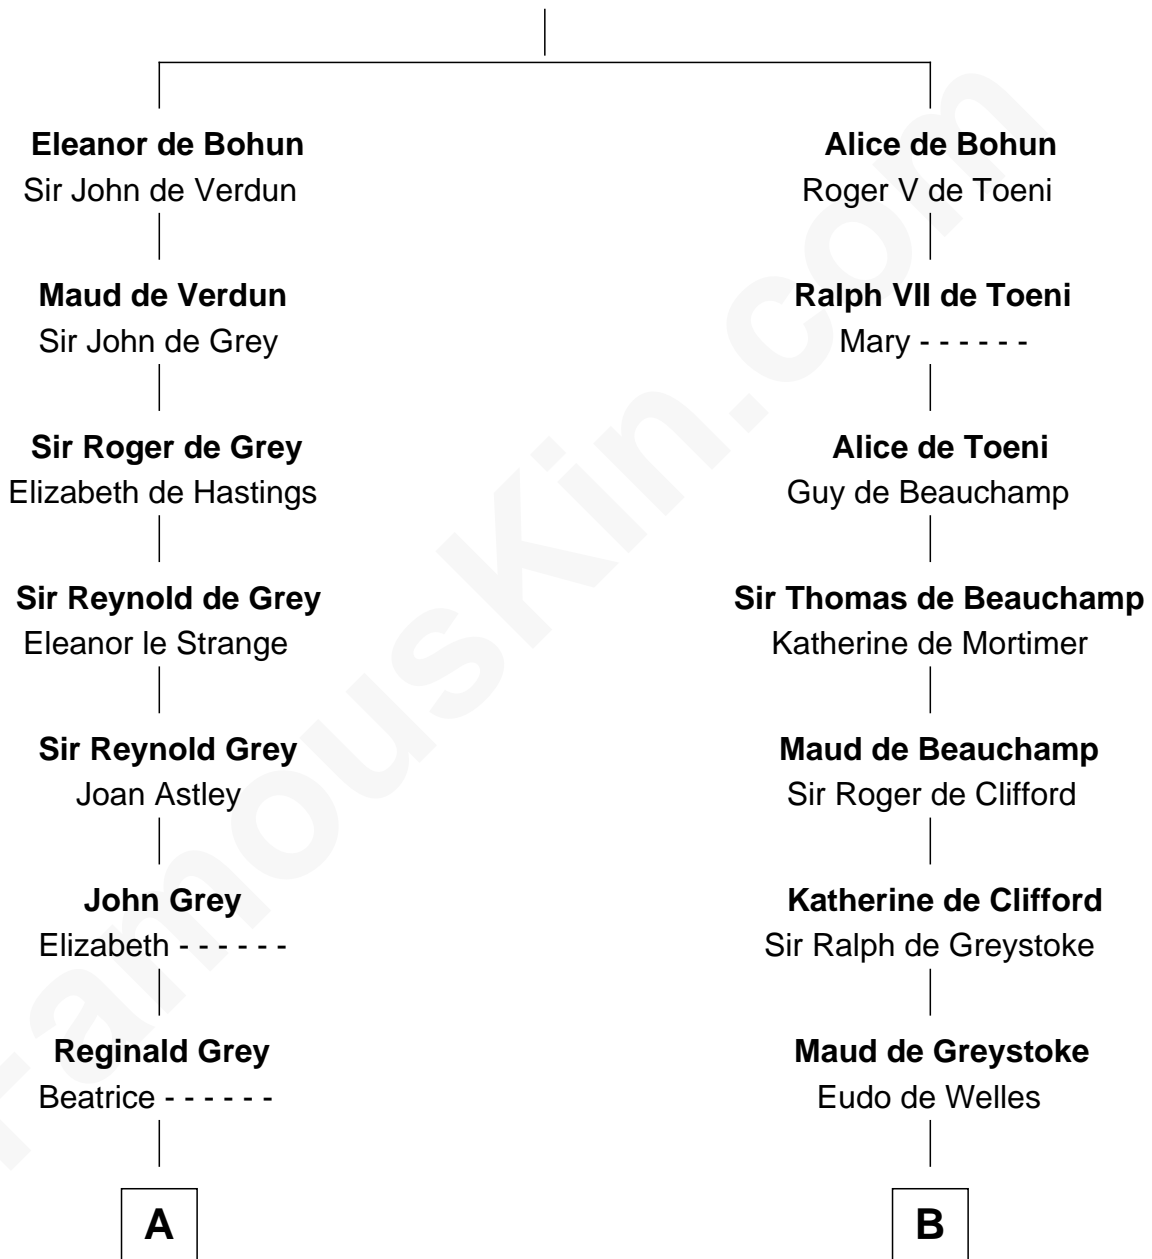 Eleanor de Bohun
Sir John de Verdun
Maud de Verdun
Sir John de Grey
Sir Roger de Grey
Elizabeth de Hastings
Sir Reynold de Grey
Eleanor le Strange
Sir Reynold Grey
Joan Astley
John Grey
Elizabeth - - - - - -
Reginald Grey
Beatrice - - - - - -
A
Alice de Bohun
Roger V de Toeni
Ralph VII de Toeni
Mary - - - - - -
Alice de Toeni
Guy de Beauchamp
Sir Thomas de Beauchamp
Katherine de Mortimer
Maud de Beauchamp
Sir Roger de Clifford
Katherine de Clifford
Sir Ralph de Greystoke
Maud de Greystoke
Eudo de Welles
B
FamousKin.com